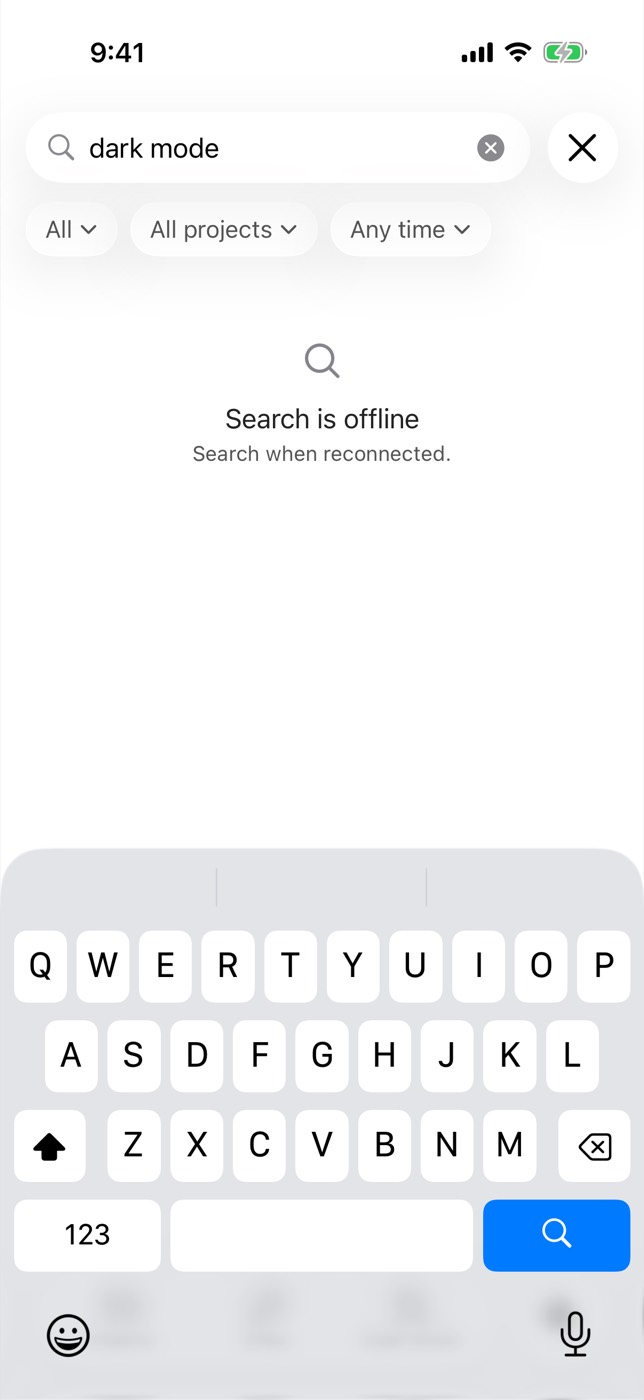 9:41
dark mode
All
All projects
Any time
Search is offline
Search when reconnected.
Q W E R T Y U I O P
A S D F G H J K L
Z X C V B N M
123